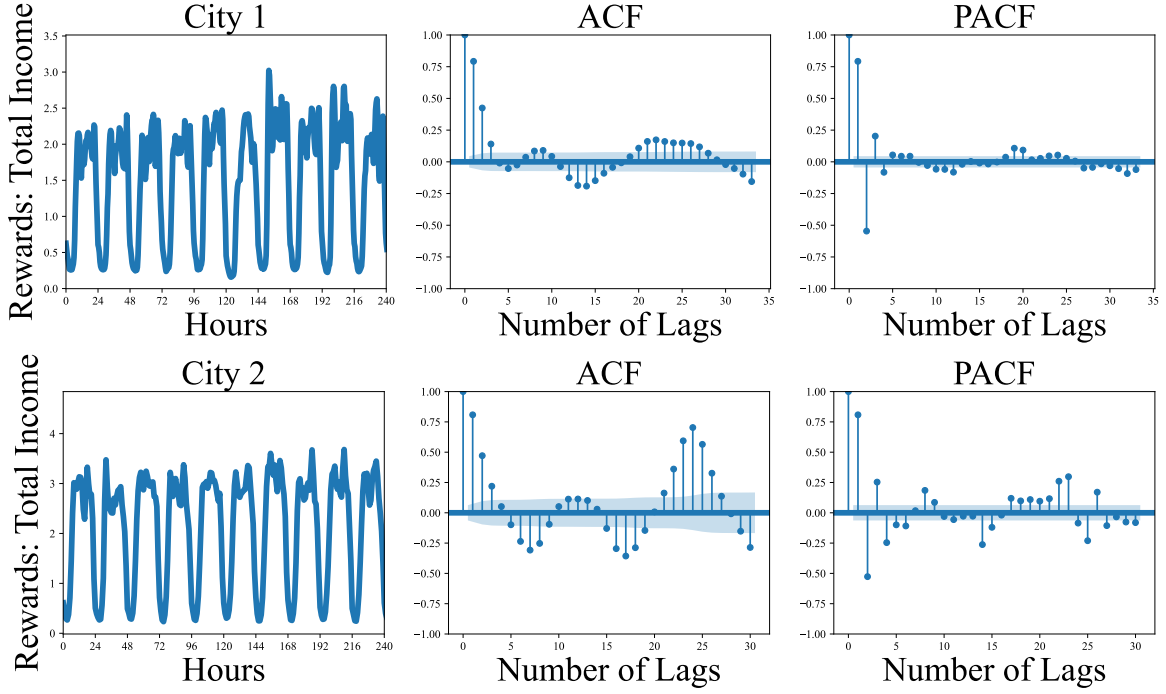 City 1
ACF
PACF
Rewards: Total Income
3.5
3.0
2.5
2.0
1.5
1.0
0.5
0.0
0 24 48 72 96 120 144 168 192 216 240
Hours
1.00
0.75
0.50
0.25
0.00
−0.25
−0.50
−0.75
−1.00
0 5 10 15 20 25 30 35
Number of Lags
1.00
0.75
0.50
0.25
0.00
−0.25
−0.50
−0.75
−1.00
0 5 10 15 20 25 30 35
Number of Lags
City 2
ACF
PACF
Rewards: Total Income
4
3
2
1
0
0 24 48 72 96 120 144 168 192 216 240
Hours
1.00
0.75
0.50
0.25
0.00
−0.25
−0.50
−0.75
−1.00
0 5 10 15 20 25 30
Number of Lags
1.00
0.75
0.50
0.25
0.00
−0.25
−0.50
−0.75
−1.00
0 5 10 15 20 25 30
Number of Lags